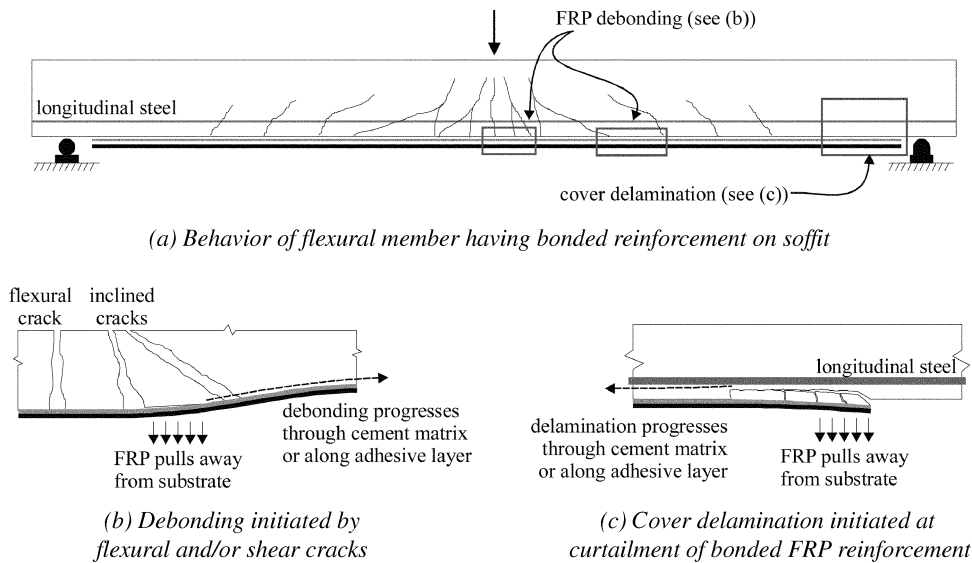 FRP debonding (see (b))
longitudinal steel
cover delamination (see (c))
(a) Behavior of flexural member having bonded reinforcement on soffit
flexural
crack
inclined
cracks
debonding progresses
through cement matrix
or along adhesive layer
FRP pulls away
from substrate
(b) Debonding initiated by
flexural and/or shear cracks
longitudinal steel
delamination progresses
through cement matrix
or along adhesive layer
FRP pulls away
from substrate
(c) Cover delamination initiated at
curtailment of bonded FRP reinforcement